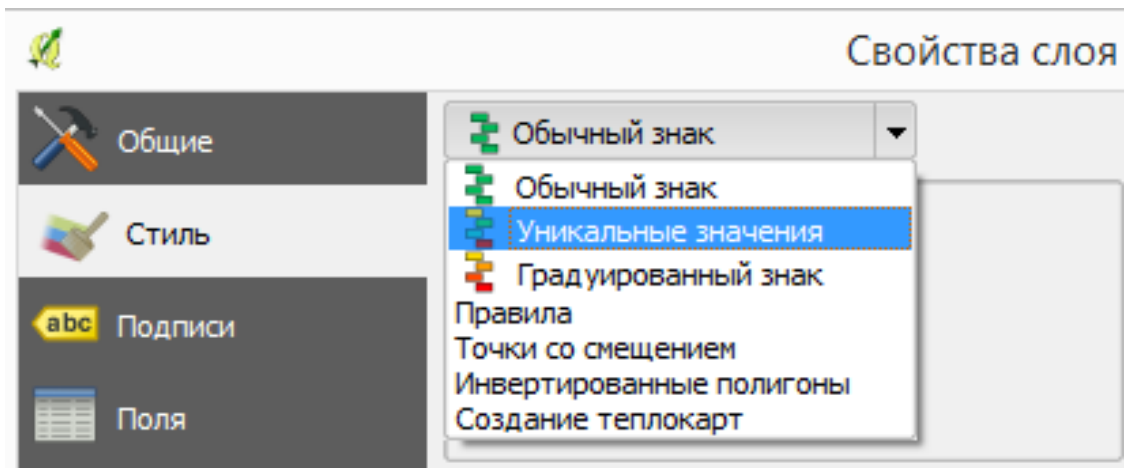 Свойства слоя
Общие
Стиль
abc Подписи
Поля
Обычный знак
Обычный знак
Уникальные значения
Градуированный знак
Правила
Точки со смещением
Инвертированные полигоны
Создание теплокарт